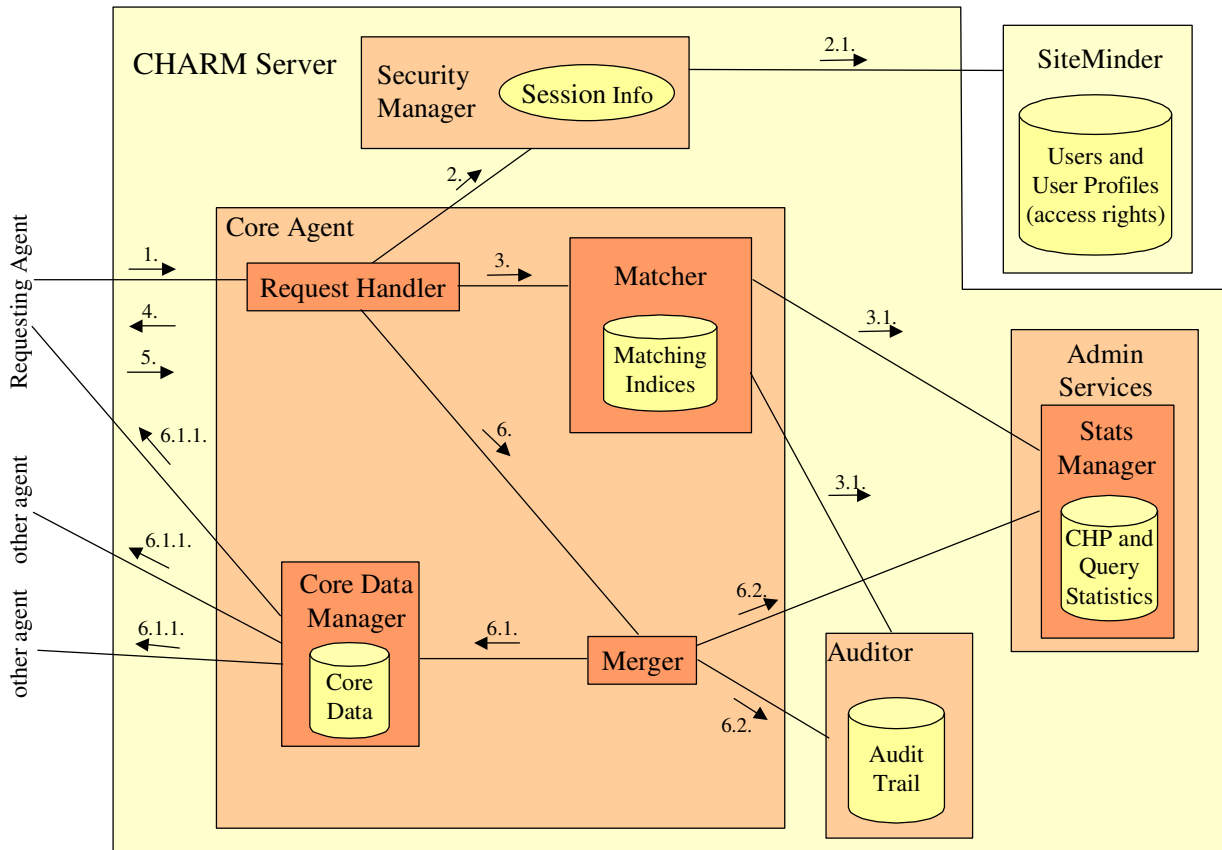 CHARM Server
Security
Manager
Session Info
2.1.
SiteMinder
Users and
User Profiles
(access rights)
2.
Core Agent
Requesting Agent
1.
Request Handler
3.
Matcher
Matching
Indices
3.1.
4.
5.
Admin
Services
Stats
Manager
CHP and
Query
Statistics
6.1.1.
6.
3.1.
other agent
6.1.1.
Core Data
Manager
Core
Data
6.2.
other agent
6.1.1.
6.1.
Merger
Auditor
6.2.
Audit
Trail